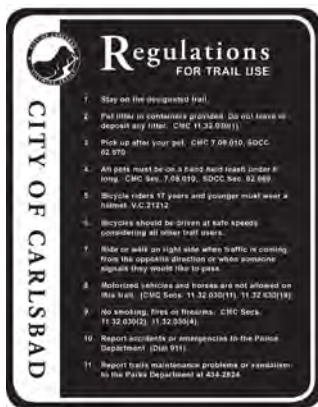 Regulations
FOR TRAIL USE
CITY OF CARLSBAD
1 Stay on the designated trail.
2 Put litter in containers provided. Do not leave or
deposit any litter. CMC 11.32.030(1).
3 Pick up after your pet. CMC 7.08.010, SDCC
62.670
4 All pets must be on a hand held leash under 6'
long. CMC Sec. 7.08.010, SDCC Sec. 62.669
5 Bicycle riders 17 years and younger must wear a
helmet. V.C.21212
6 Bicycles should be driven at safe speeds
considering all other trail users.
7 Ride or walk on right side when traffic is coming
from the opposite direction or when someone
signals they would like to pass.
8 Motorized vehicles and horses are not allowed on
this trail. (CMC Secs. 11.32.030(11), 11.32.030(19)
9 No smoking, fires or firearms. CMC Secs.
11.32.030(2), 11.32.030(4).
10 Report accidents or emergencies to the Police
Department (Dial 911).
11 Report trails maintenance problems or vandalism
to the Parks Department at 434-2824